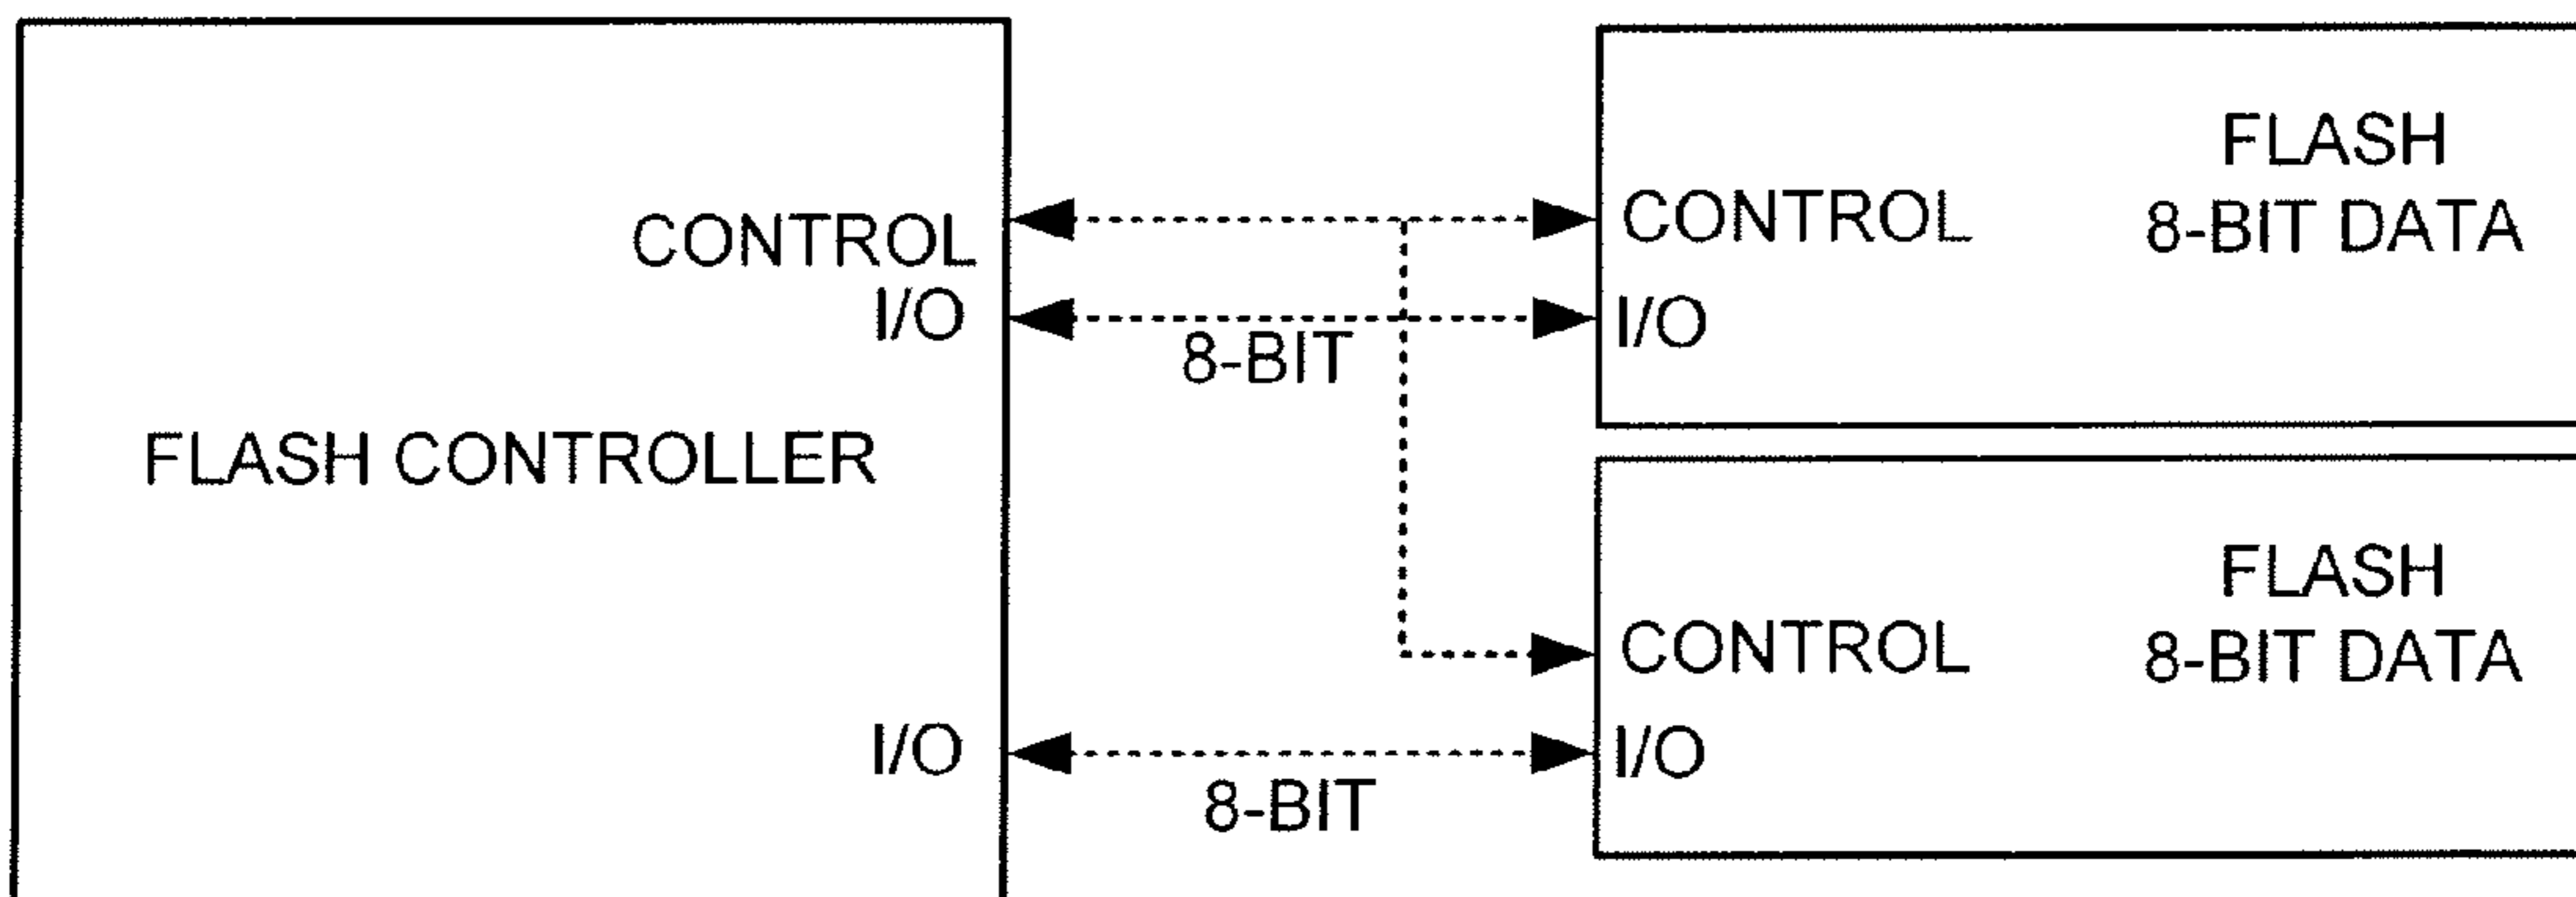 CONTROL
I/O
FLASH CONTROLLER
I/O
8-BIT
8-BIT
FLASH
8-BIT DATA
CONTROL
I/O
FLASH
8-BIT DATA
CONTROL
I/O